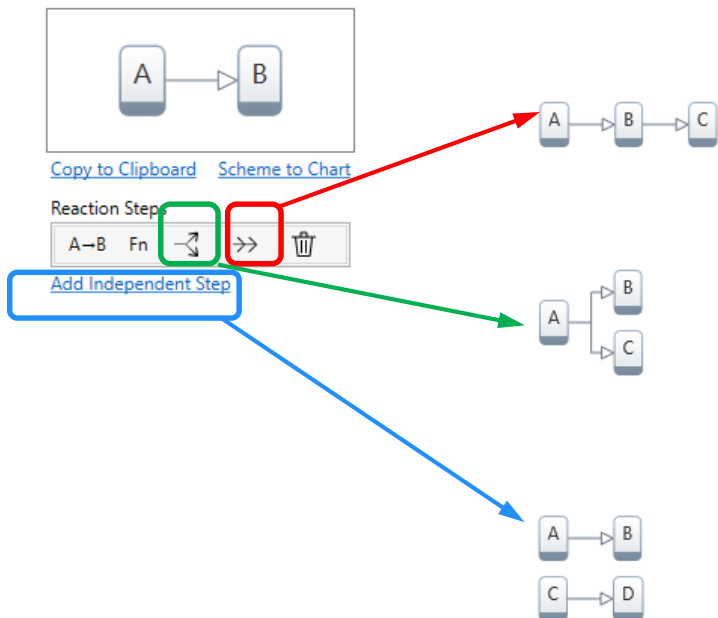 A B
Copy to Clipboard Scheme to Chart
Reaction Steps
A→B Fn
Add Independent Step
A B C
B
A
C
A B
C D